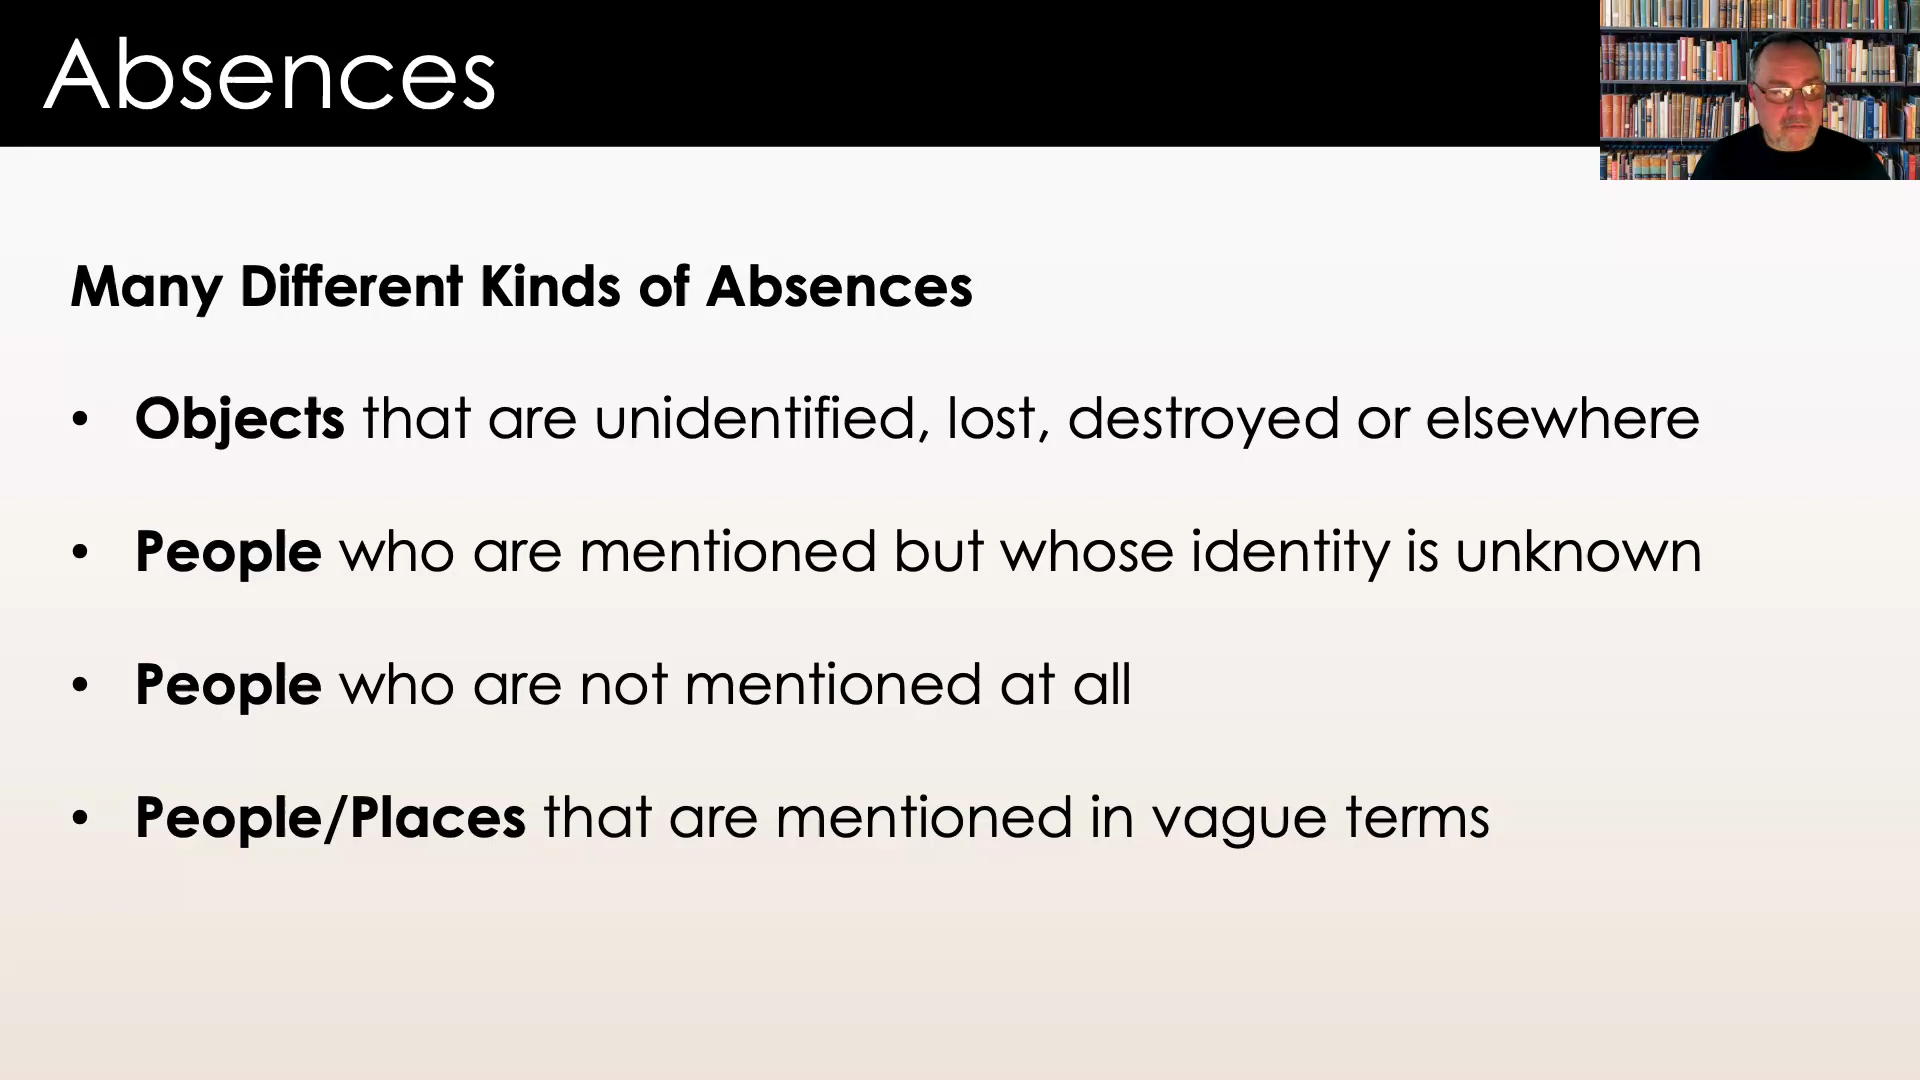 Absences
Many Different Kinds of Absences
• Objects that are unidentified, lost, destroyed or elsewhere
• People who are mentioned but whose identity is unknown
• People who are not mentioned at all
• People/Places that are mentioned in vague terms